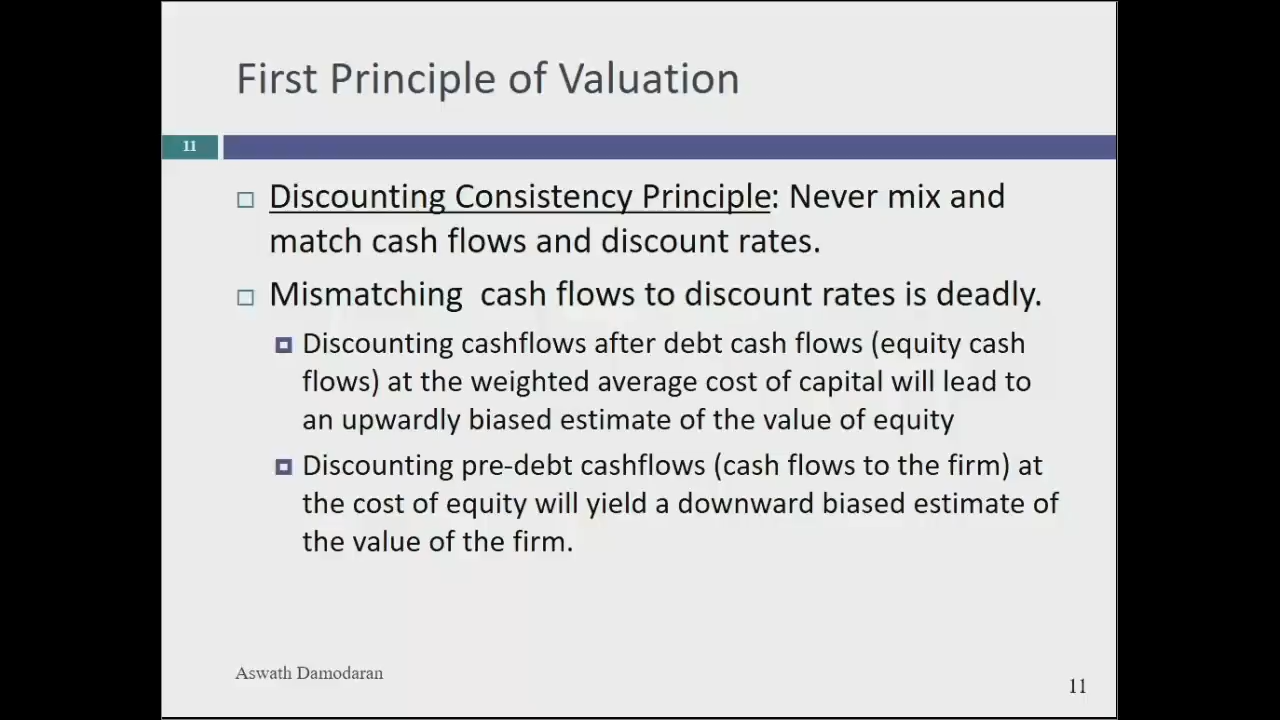 First Principle of Valuation
11
Discounting Consistency Principle: Never mix and
match cash flows and discount rates.
Mismatching  cash flows to discount rates is deadly.
Discounting cashflows after debt cash flows (equity cash
flows) at the weighted average cost of capital will lead to
an upwardly biased estimate of the value of equity
Discounting pre-debt cashflows (cash flows to the firm) at
the cost of equity will yield a downward biased estimate of
the value of the firm.
Aswath Damodaran
11